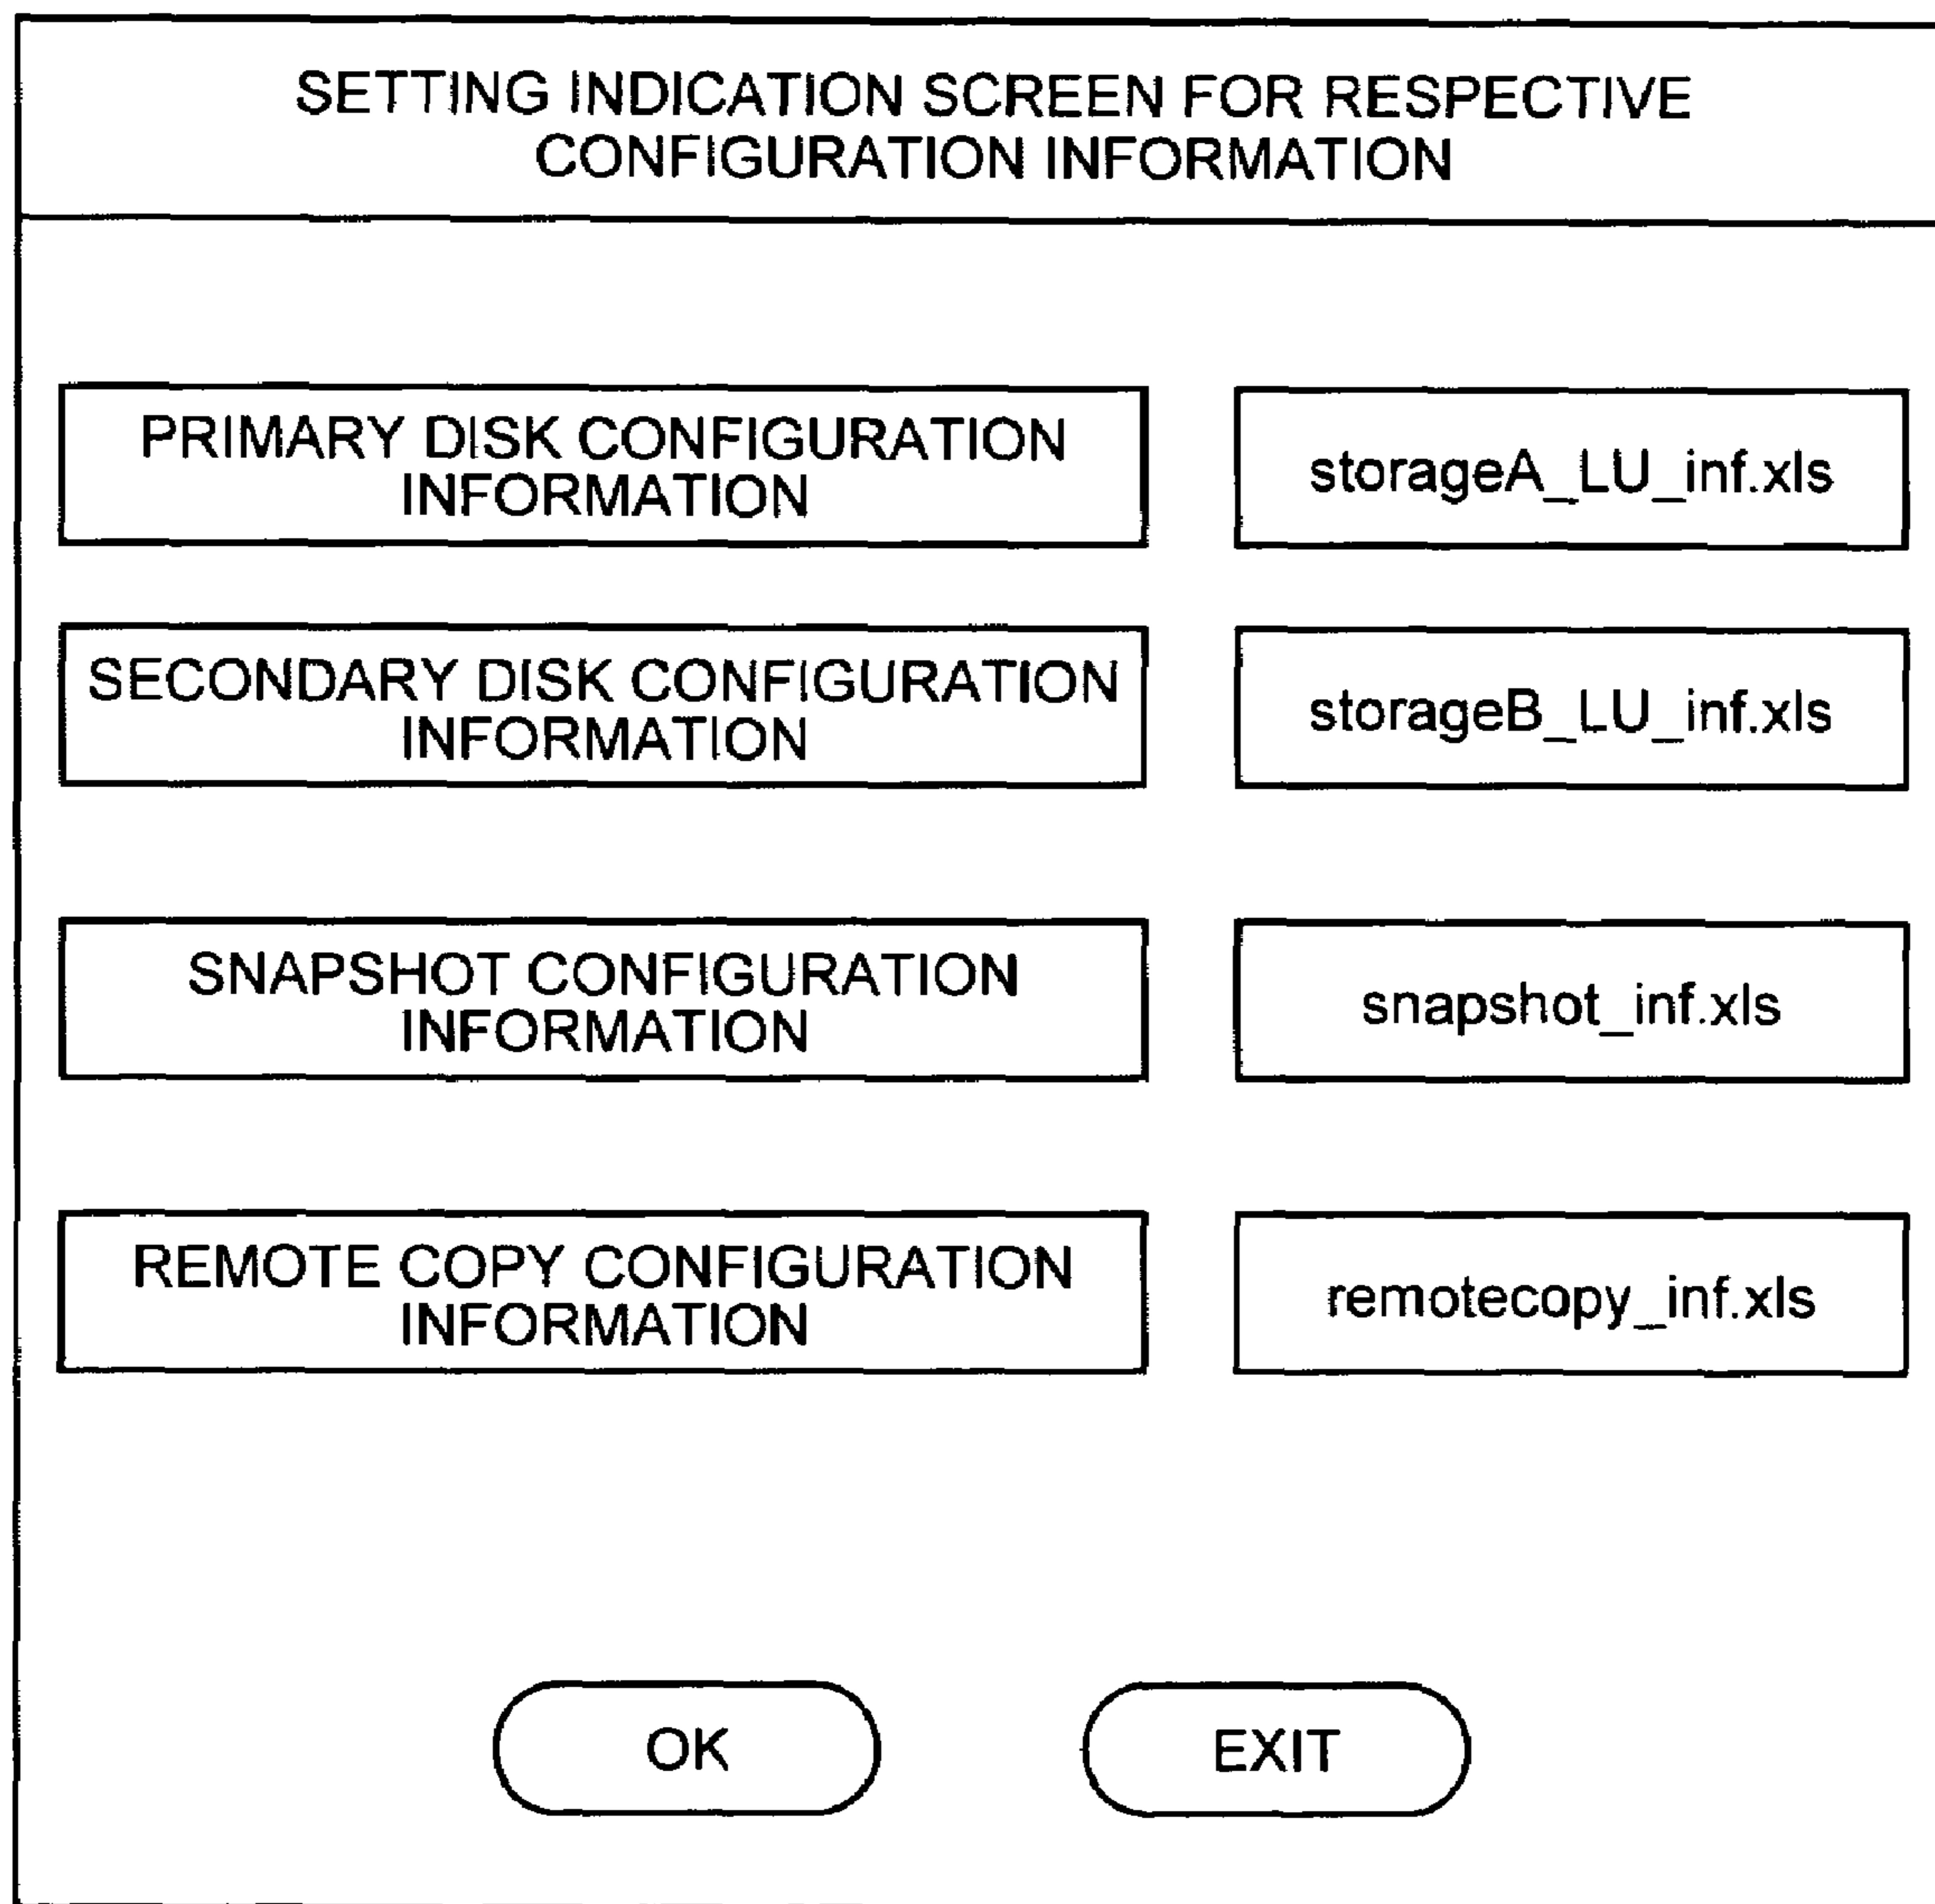 SETTING INDICATION SCREEN FOR RESPECTIVE
CONFIGURATION INFORMATION
PRIMARY DISK CONFIGURATION
INFORMATION
storageA_LU_inf.xls
SECONDARY DISK CONFIGURATION
INFORMATION
storageB_LU_inf.xls
SNAPSHOT CONFIGURATION
INFORMATION
snapshot_inf.xls
REMOTE COPY CONFIGURATION
INFORMATION
remotecopy_inf.xls
OK
EXIT